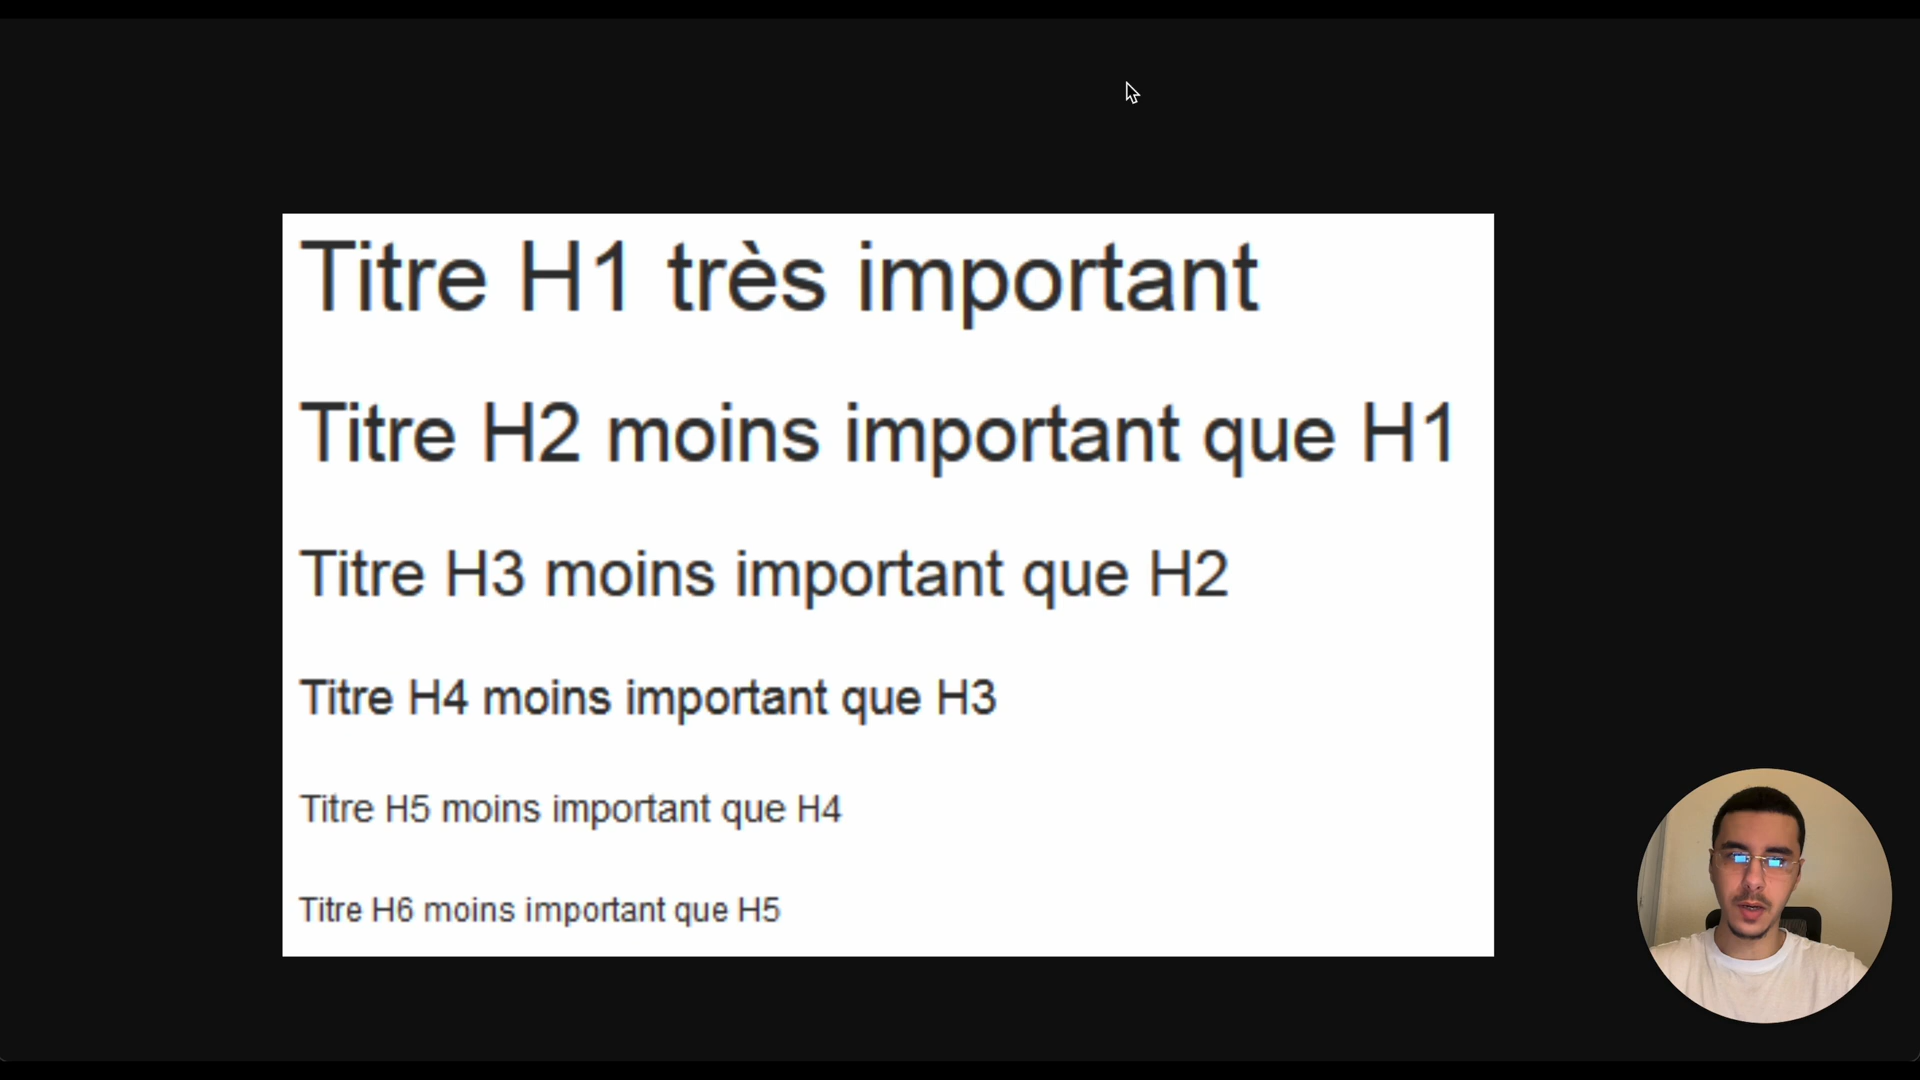 Titre H1 très important
Titre H2 moins important que H1
Titre H3 moins important que H2
Titre H4 moins important que H3
Titre H5 moins important que H4
Titre H6 moins important que H5